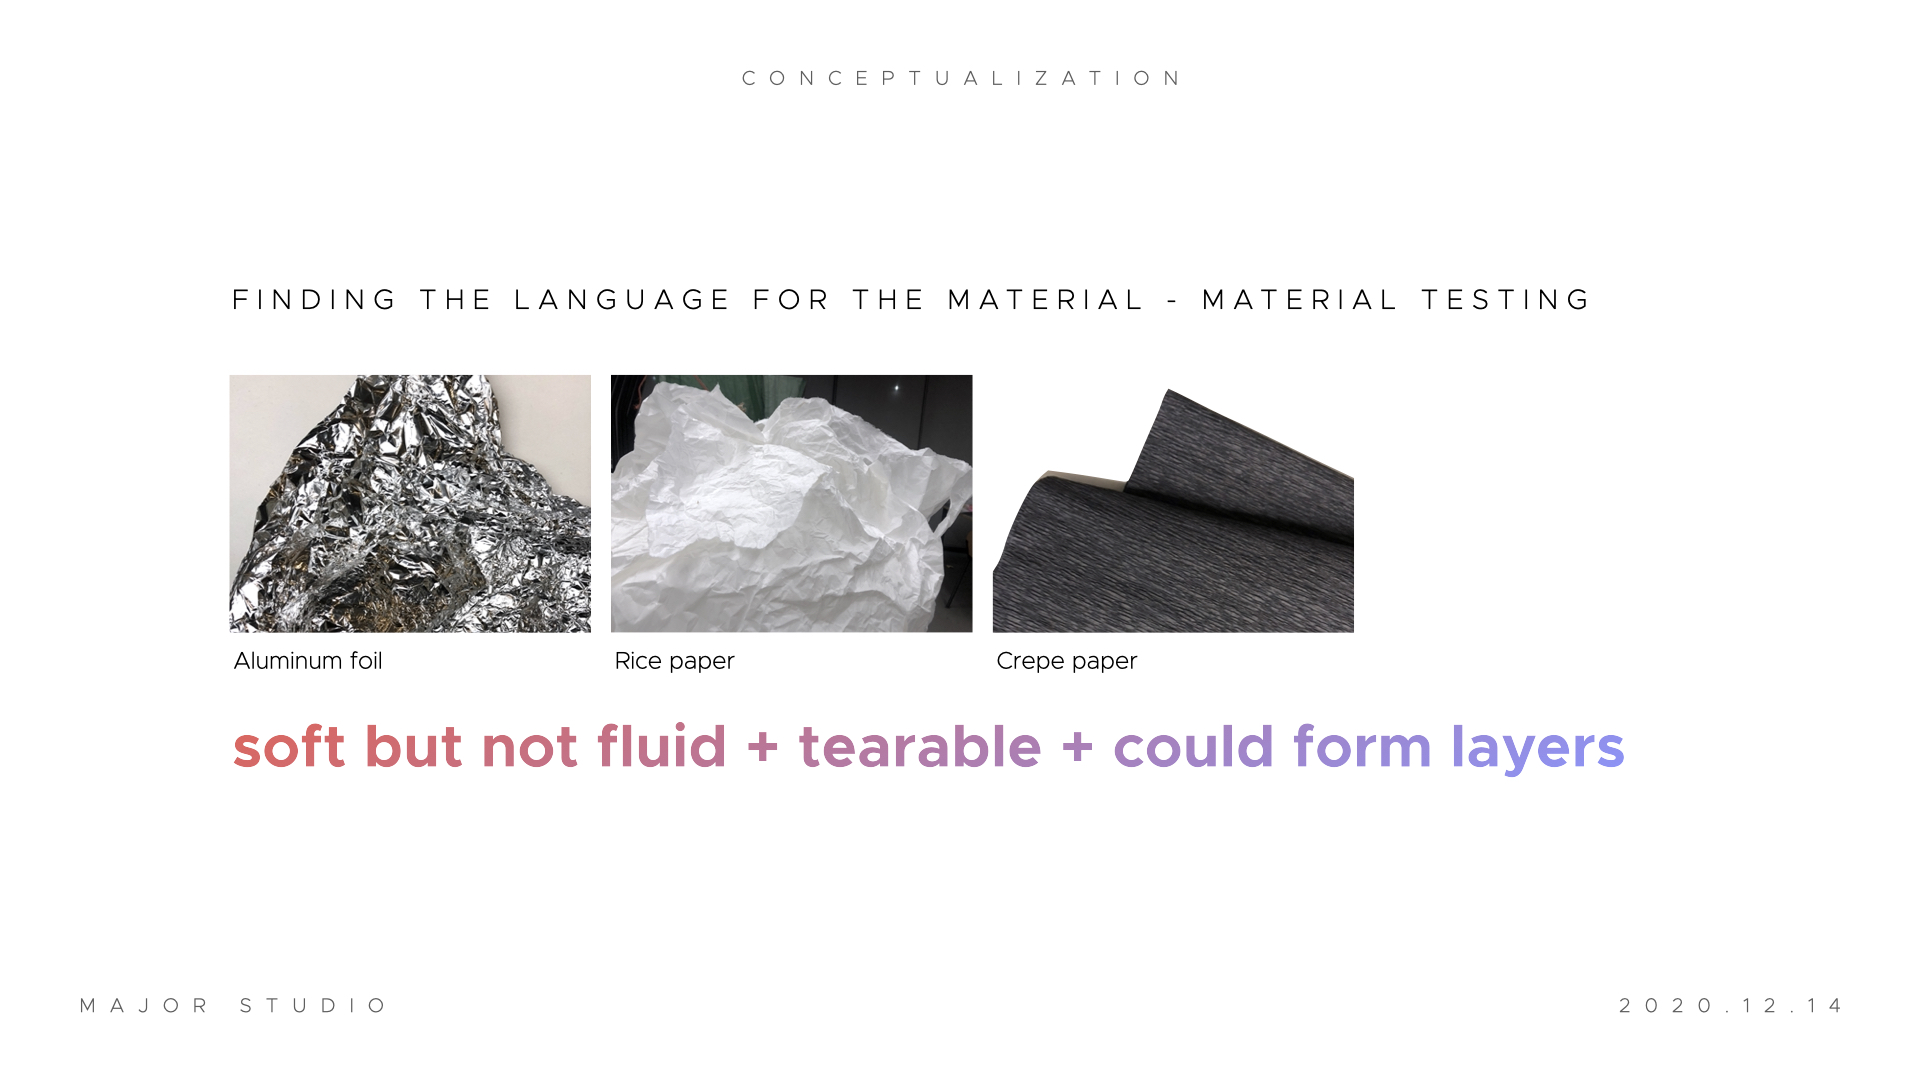 CONCEPTUALIZATION
FINDING THE LANGUAGE FOR THE MATERIAL - MATERIAL TESTING
Aluminum foil
Rice paper
Crepe paper
soft but not fluid + tearable + could form layers
MAJOR STUDIO
2020.12.14